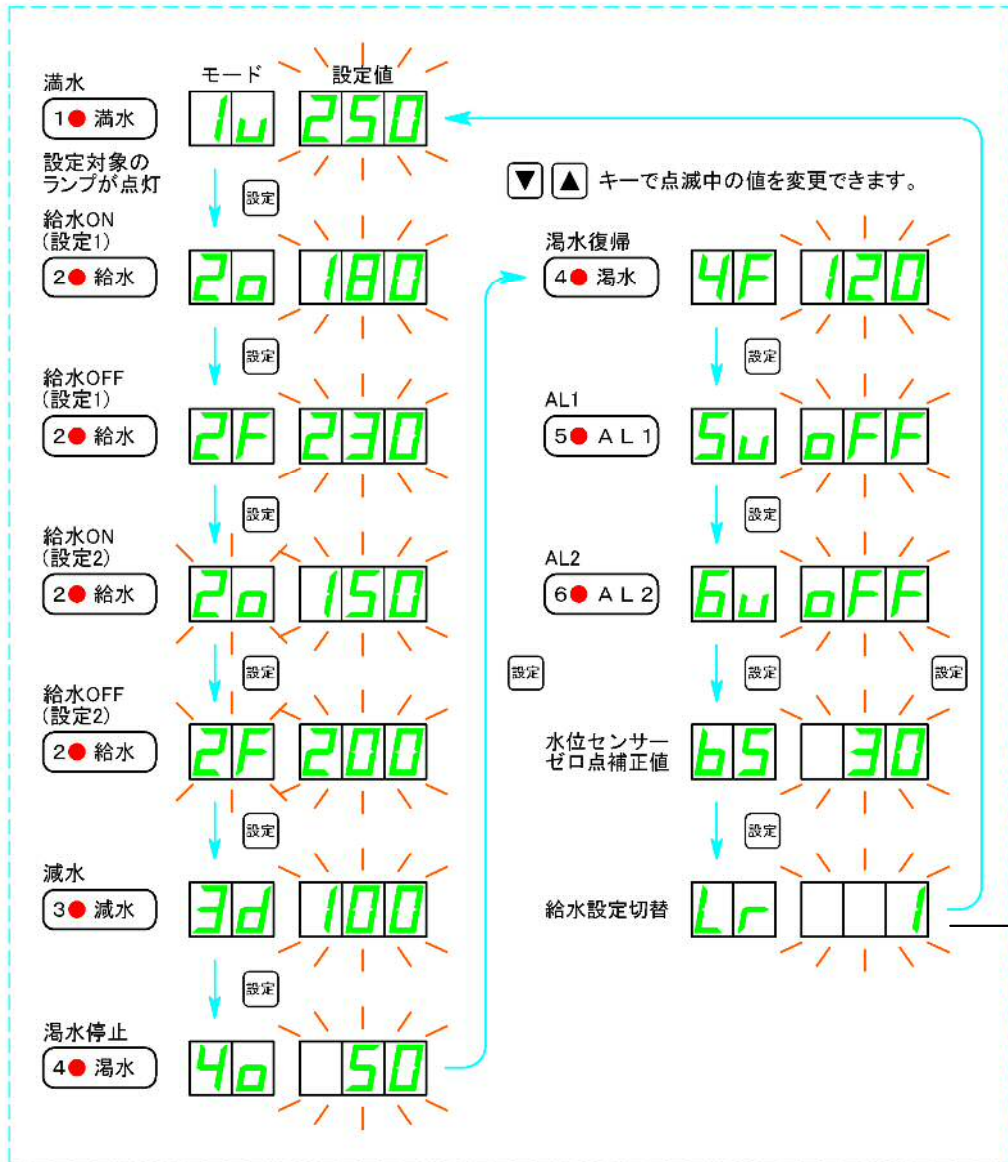 満水
モード
設定値
1● 満水
1u 250
設定対象の
ランプが点灯
設定
給水ON
(設定1)
2● 給水
2o 180
設定
給水OFF
(設定1)
2● 給水
2F 230
設定
給水ON
(設定2)
2● 給水
2o 150
設定
給水OFF
(設定2)
2● 給水
2F 200
設定
減水
3● 減水
3d 100
設定
渇水停止
4● 渇水
4o 50
設定
▼ ▲ キーで点滅中の値を変更できます。
渇水復帰
4● 渇水
4F 120
設定
AL1
5● AL1
5u oFF
設定
AL2
6● AL2
6u oFF
設定
設定
水位センサー
ゼロ点補正値
bS 30
設定
給水設定切替
Lr 1